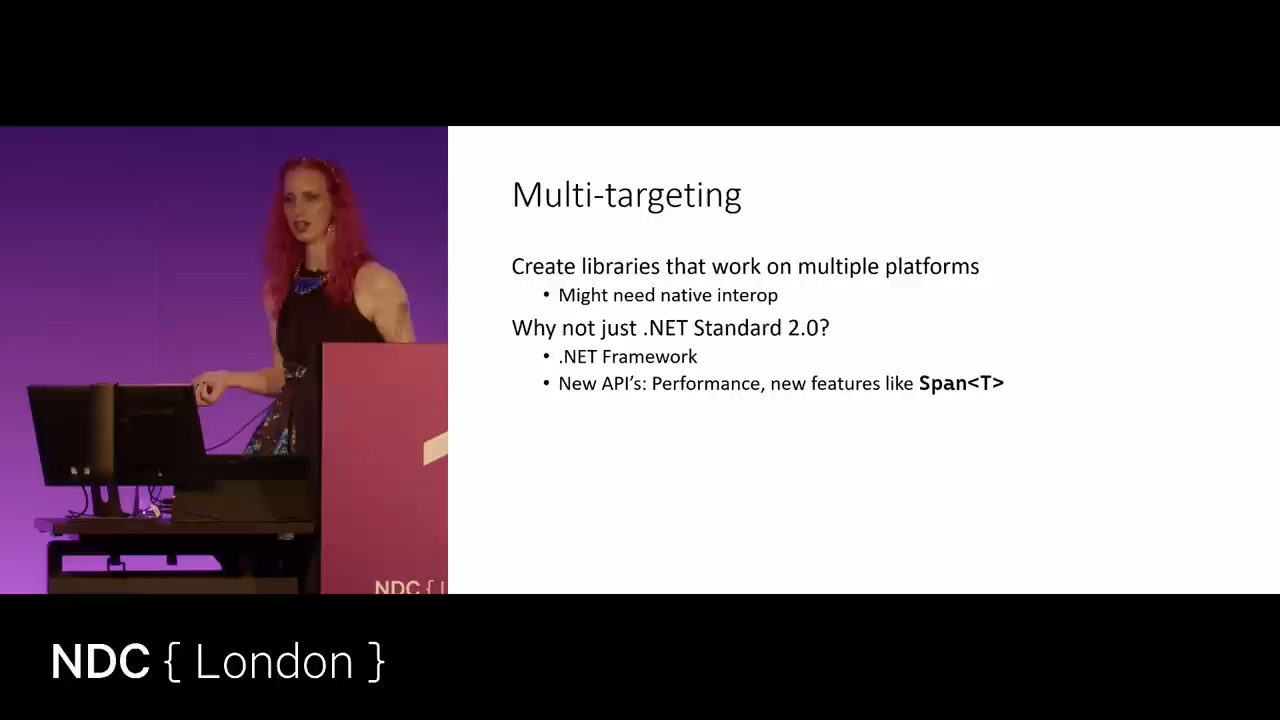 Multi-targeting
Create libraries that work on multiple platforms
• Might need native interop
Why not just .NET Standard 2.0?
• .NET Framework
• New API's: Performance, new features like Span<T>
NDC { L
NDC { London }